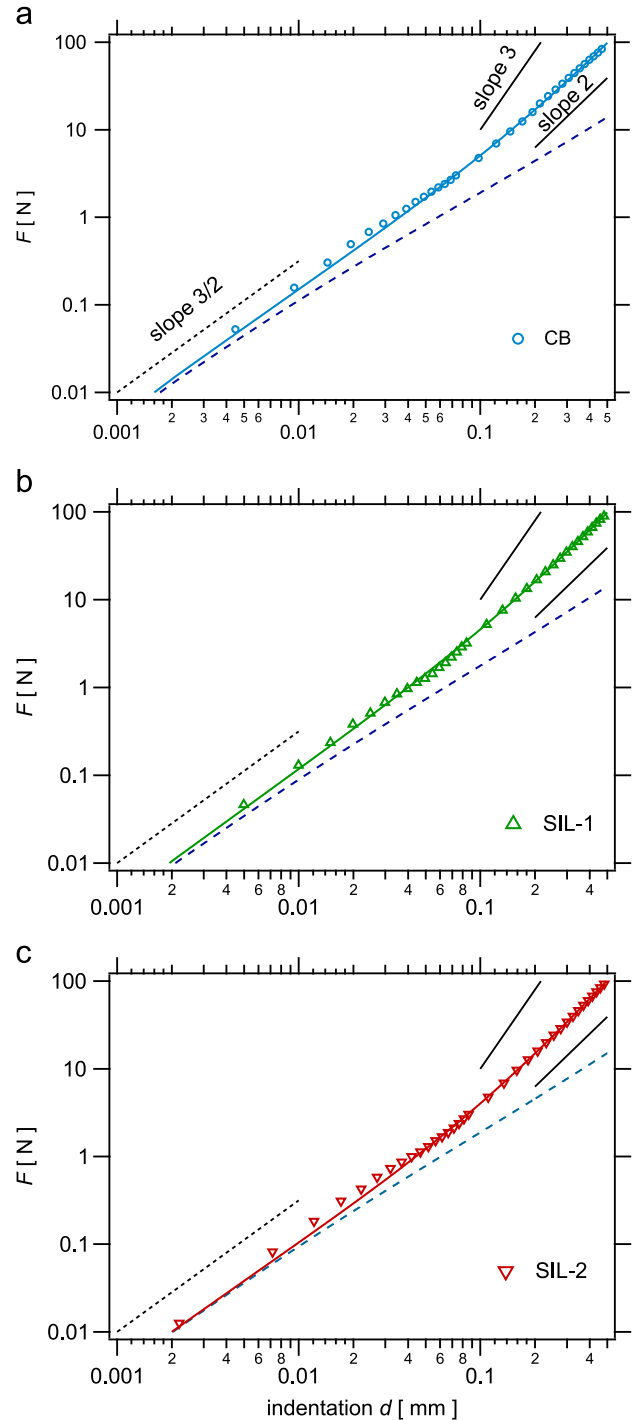 a
100
10
1
0.1
0.01
F [ N ]
slope 3
slope 2
slope 3/2
CB
0.001 2 3 4 5 6 0.01 2 3 4 5 6 0.1 2 3 4 5
b
100
10
1
0.1
0.01
F [ N ]
SIL-1
0.001 2 4 6 8 0.01 2 4 6 8 0.1 2 4
c
100
10
1
0.1
0.01
F [ N ]
SIL-2
0.001 2 4 6 8 0.01 2 4 6 8 0.1 2 4
indentation d [ mm ]